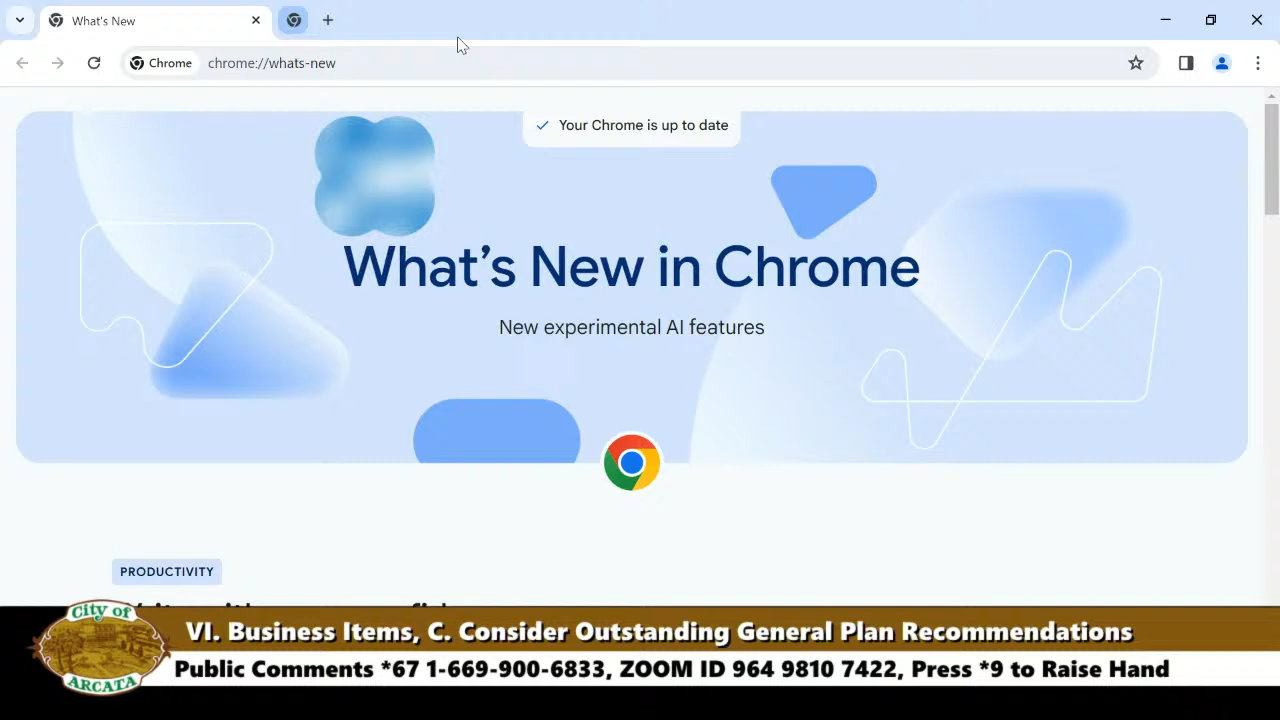 What's New
Chrome
chrome://whats-new
Your Chrome is up to date
What's New in Chrome
New experimental AI features
PRODUCTIVITY
City of
ARCATA
VI. Business Items, C. Consider Outstanding General Plan Recommendations
Public Comments *67 1-669-900-6833, ZOOM ID 964 9810 7422, Press *9 to Raise Hand